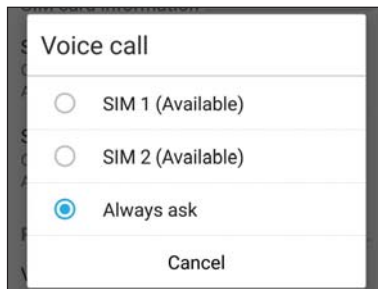 Voice call
SIM 1 (Available)
SIM 2 (Available)
Always ask
Cancel